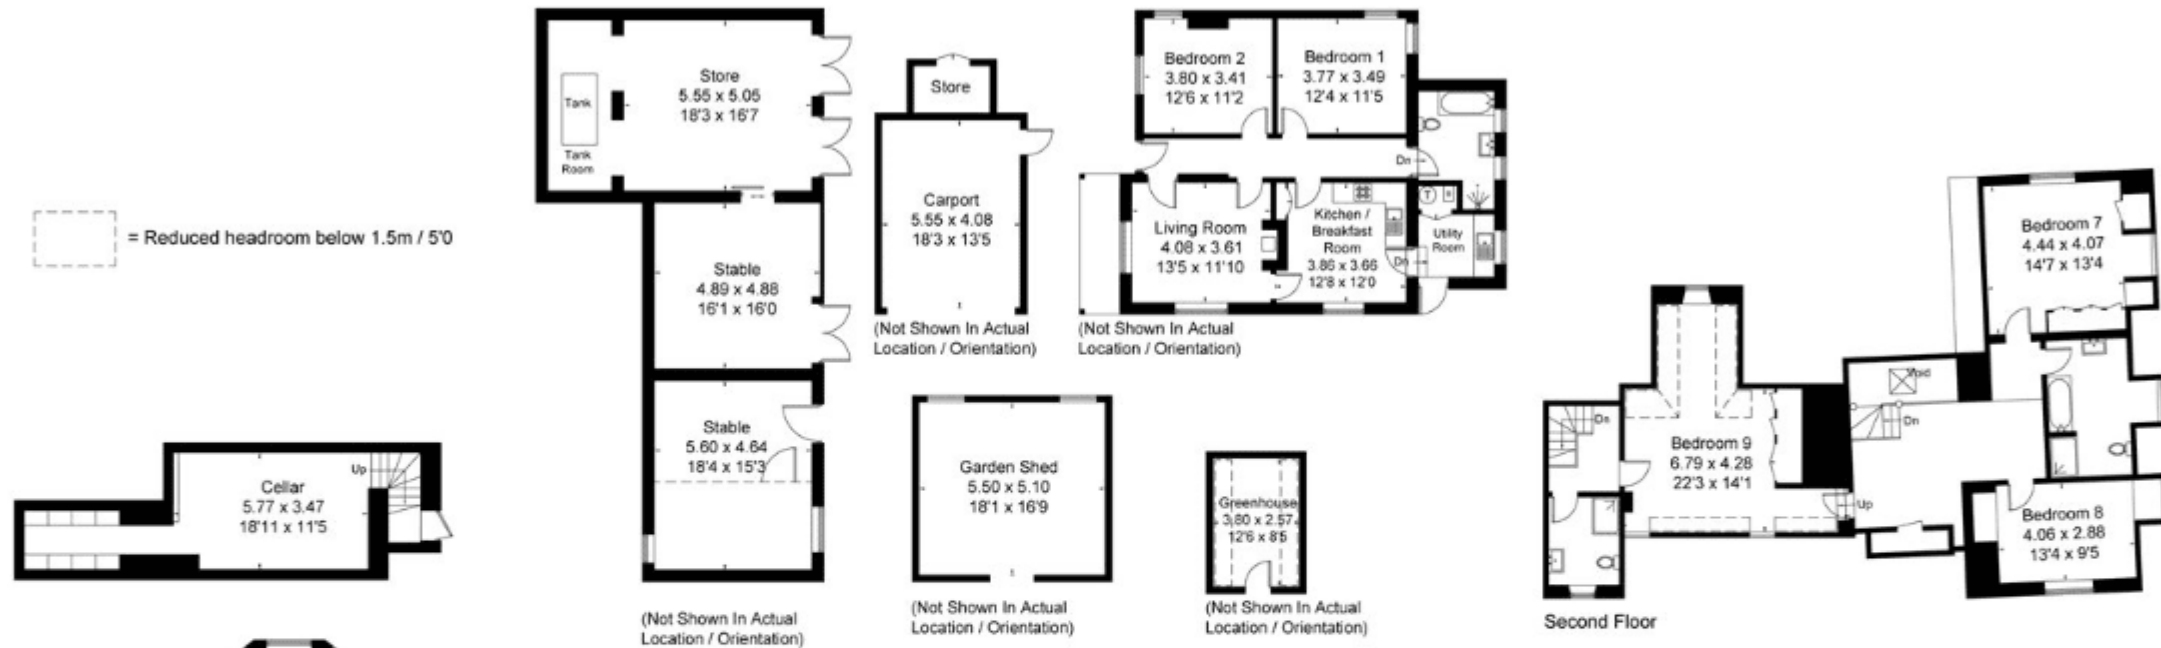 = Reduced headroom below 1.5m / 5'0
Cellar
5.77 x 3.47
18'11 x 11'5
Up
Store
5.55 x 5.05
18'3 x 16'7
Tank
Tank
Room
Stable
4.89 x 4.88
16'1 x 16'0
Stable
5.60 x 4.64
18'4 x 15'3
(Not Shown In Actual
Location / Orientation)
Store
Carport
5.55 x 4.08
18'3 x 13'5
(Not Shown In Actual
Location / Orientation)
Garden Shed
5.50 x 5.10
18'1 x 16'9
(Not Shown In Actual
Location / Orientation)
Bedroom 2
3.80 x 3.41
12'6 x 11'2
Bedroom 1
3.77 x 3.49
12'4 x 11'5
Dn
Living Room
4.08 x 3.61
13'5 x 11'10
Kitchen /
Breakfast
Room
3.86 x 3.66
12'8 x 12'0
Dn
T
Utility
Room
(Not Shown In Actual
Location / Orientation)
Greenhouse
3.80 x 2.57
12'6 x 8'5
(Not Shown In Actual
Location / Orientation)
Bedroom 7
4.44 x 4.07
14'7 x 13'4
Void
Dn
Dn
Bedroom 9
6.79 x 4.28
22'3 x 14'1
Up
Bedroom 8
4.06 x 2.88
13'4 x 9'5
Second Floor